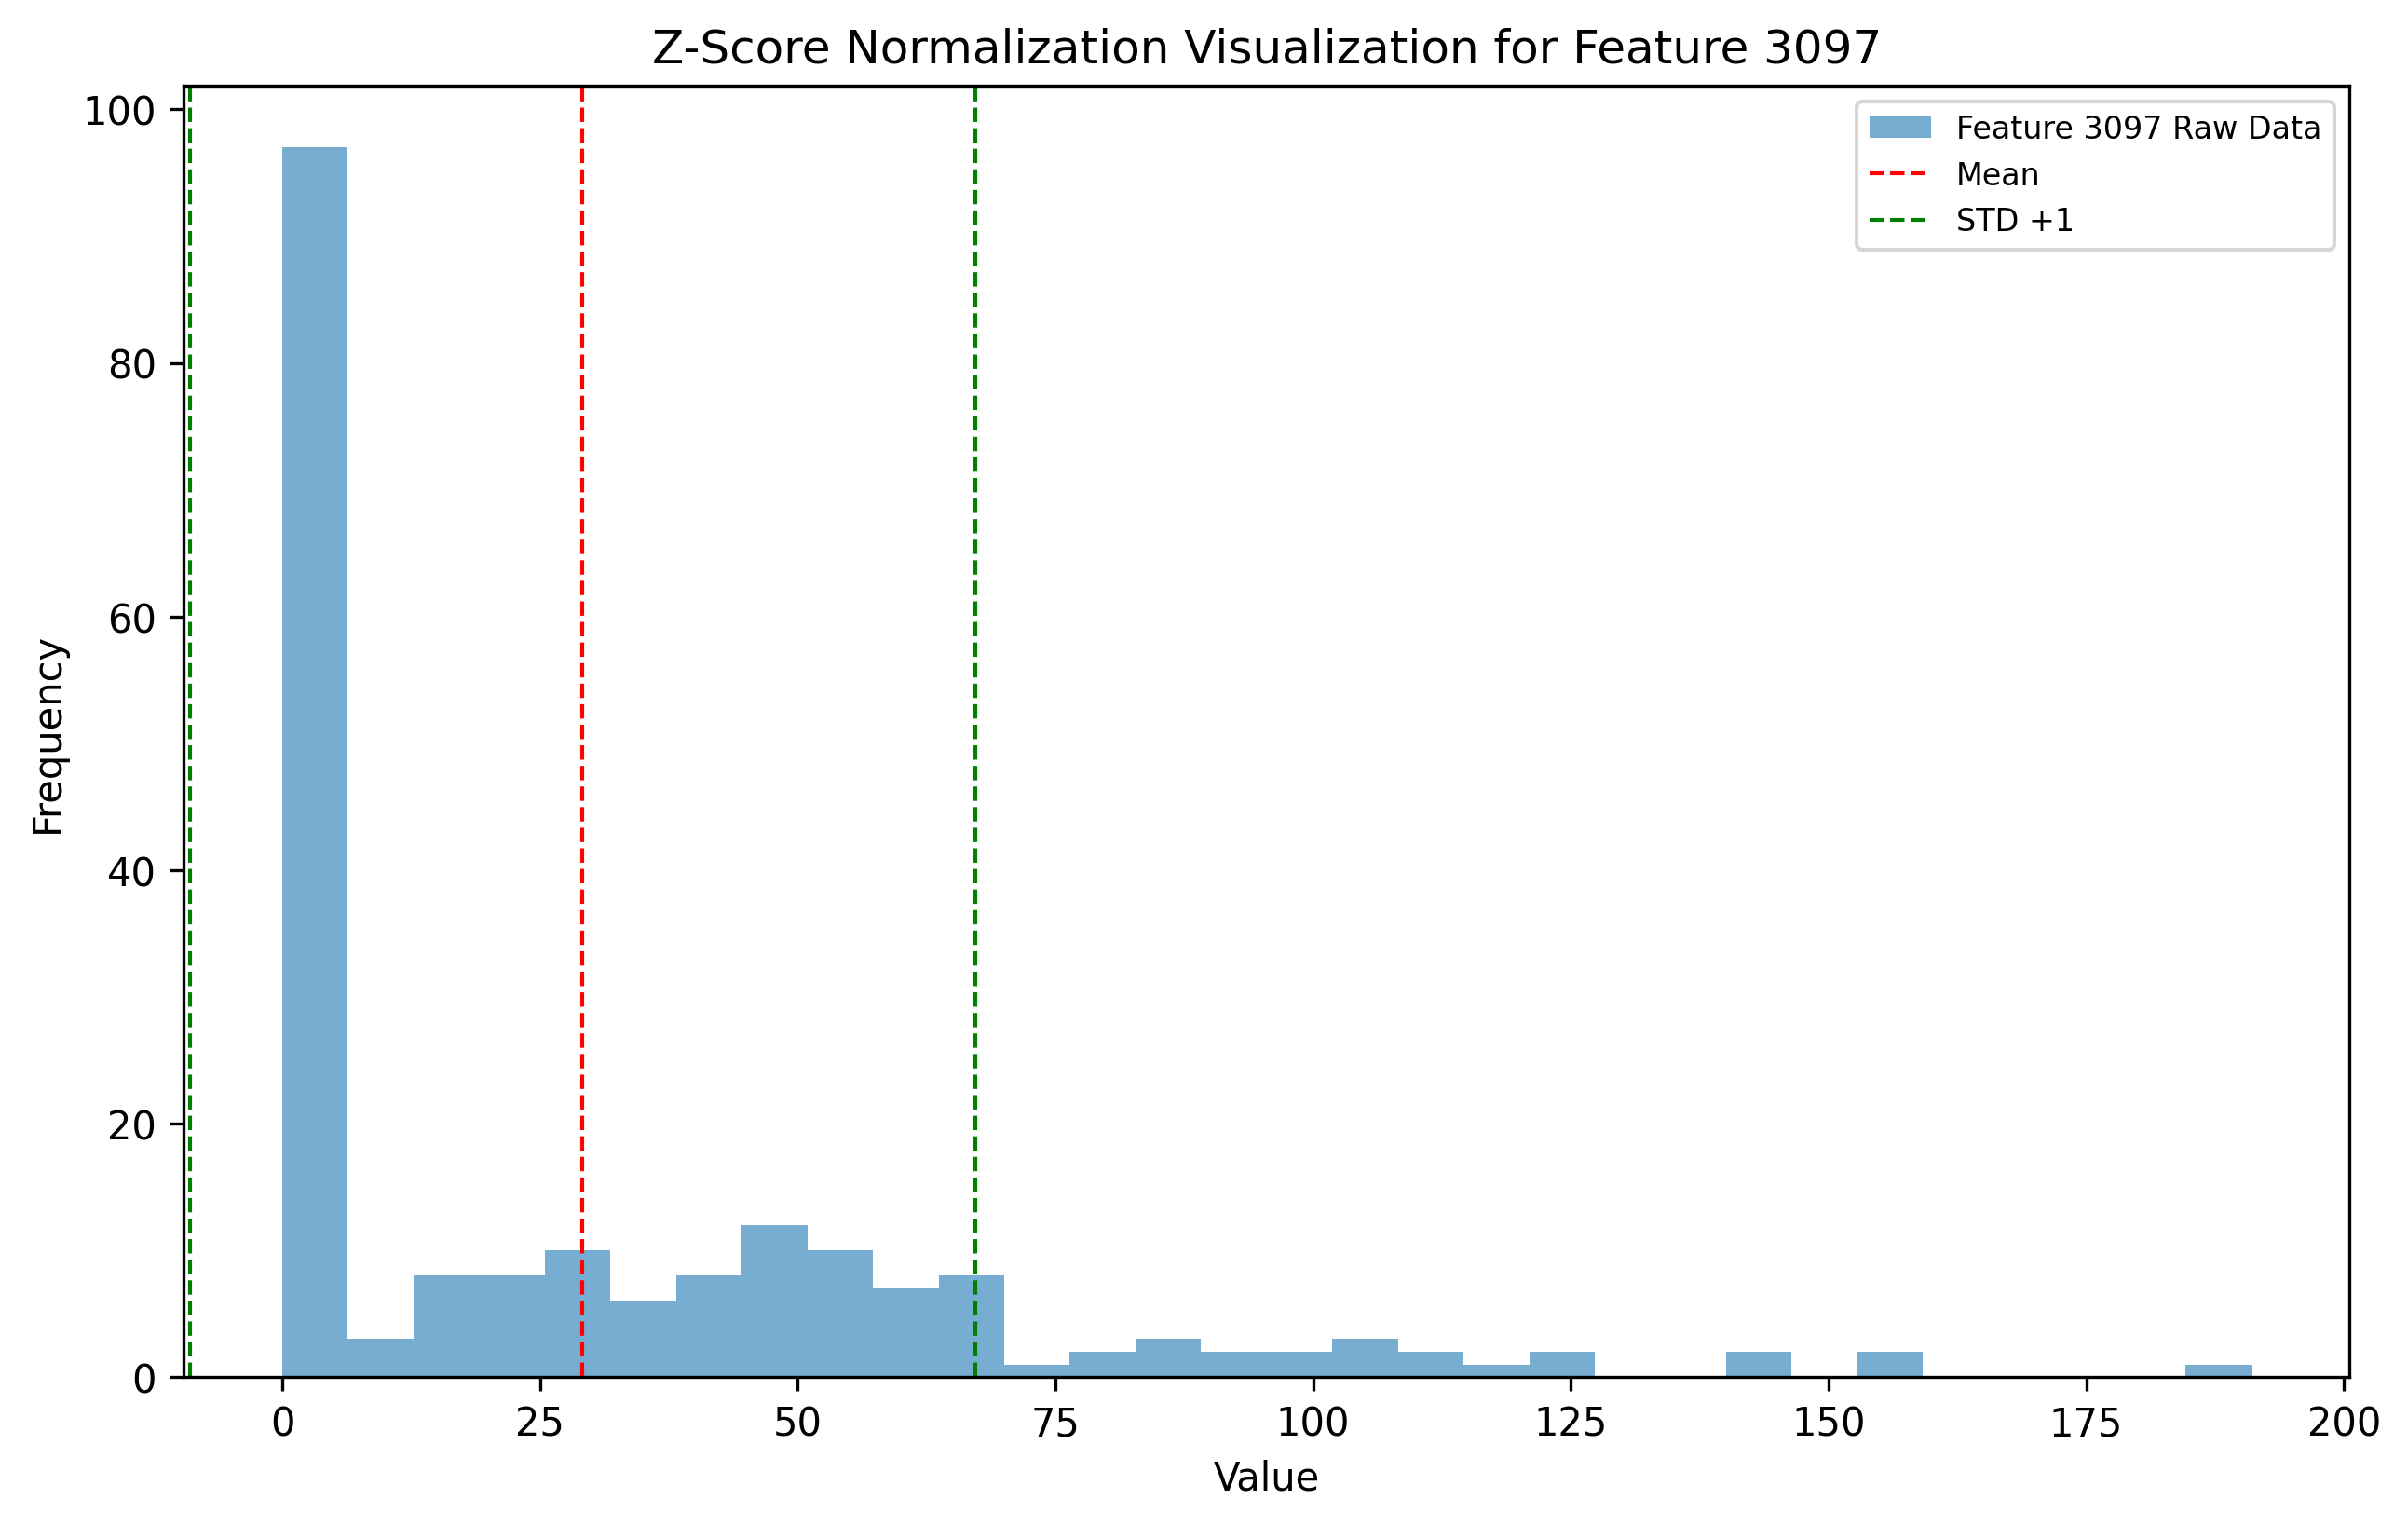 Z-Score Normalization Visualization for Feature 3097
Feature 3097 Raw Data
Mean
STD +1
100
80
60
40
20
0
Frequency
0 25 50 75 100 125 150 175 200
Value